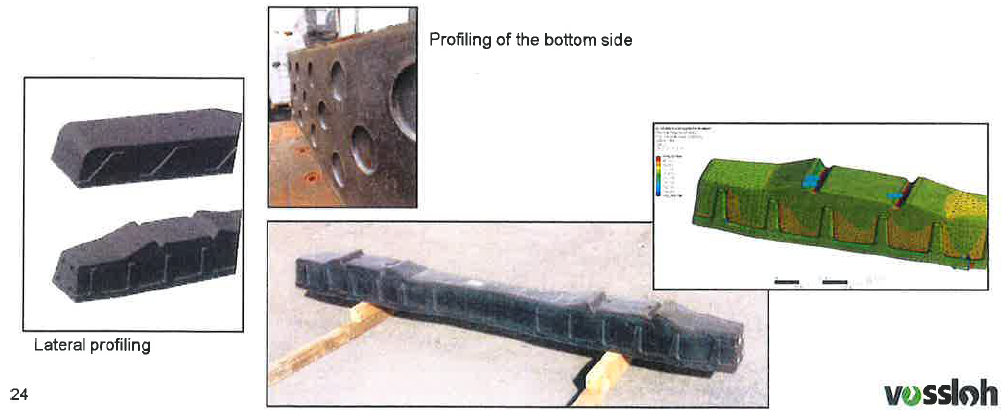 Profiling of the bottom side
Lateral profiling
24
vossloh